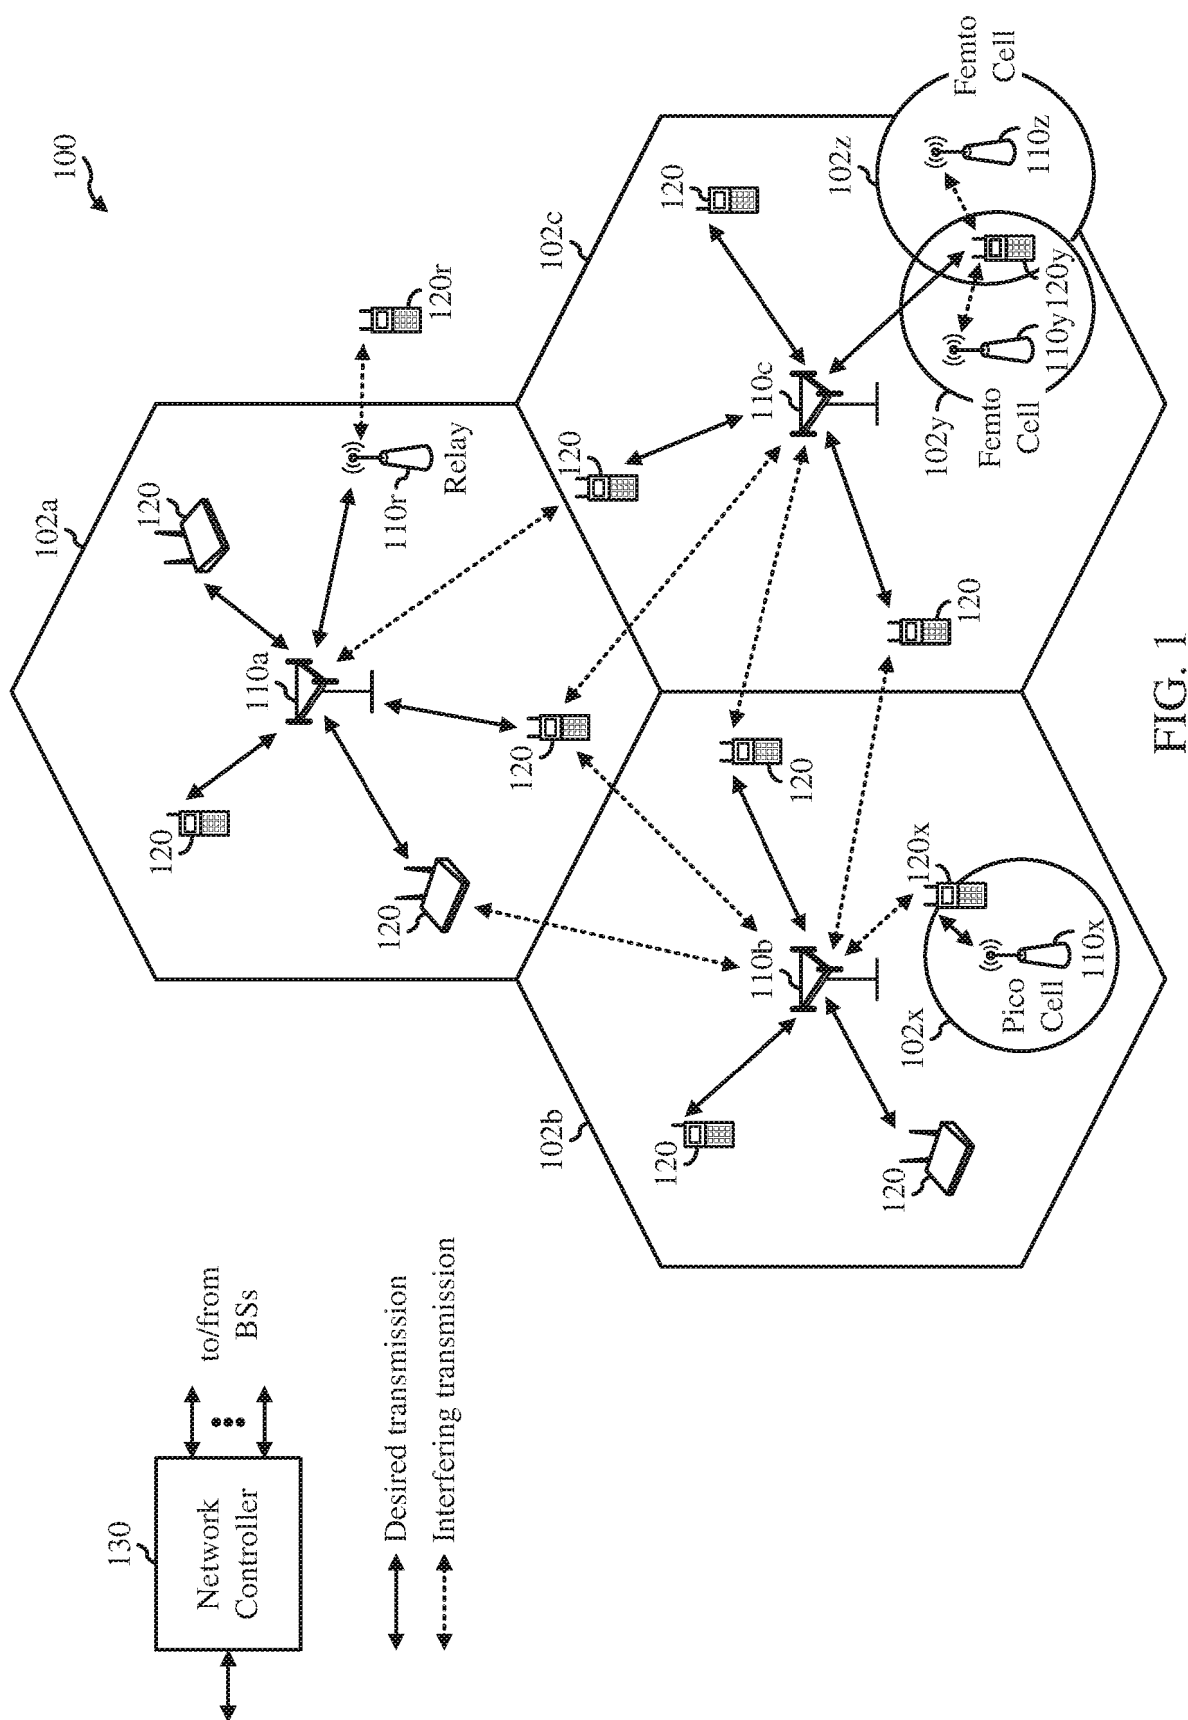 100
130
Network
Controller
to/from
BSs
Desired transmission
Interfering transmission
102a
120
120
110a
120
110r
Relay
120r
120
120
102b
120
110b
120
120
120x
102x
Pico
Cell
110x
102c
120
120
110c
120
102y
Femto
Cell
110y
120y
102z
110z
Femto
Cell
FIG. 1